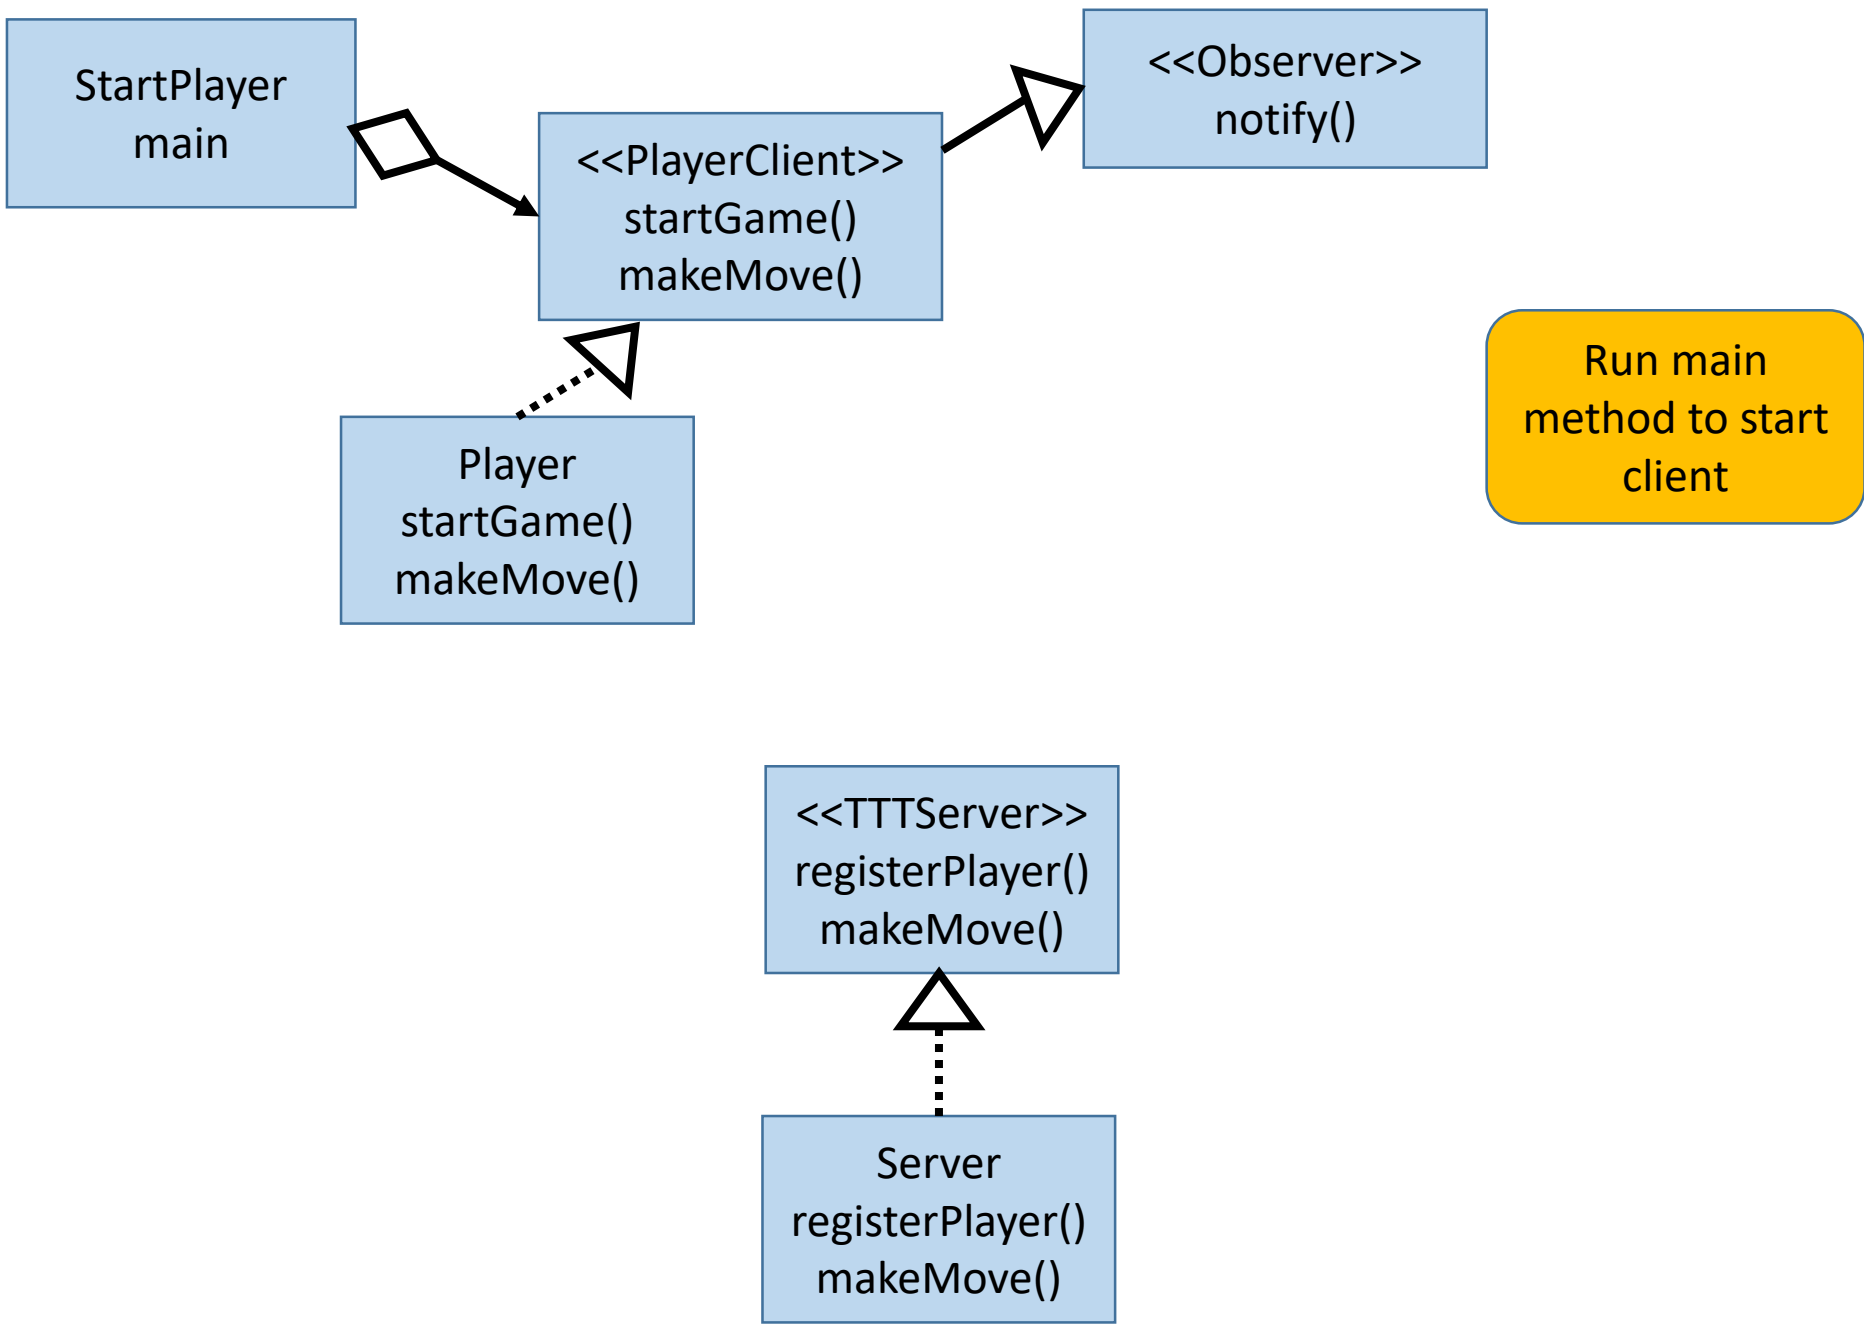 StartPlayer
main
<<Observer>>
notify()
<<PlayerClient>>
startGame()
makeMove()
Run main
method to start
client
Player
startGame()
makeMove()
<<TTTServer>>
registerPlayer()
makeMove()
Server
registerPlayer()
makeMove()